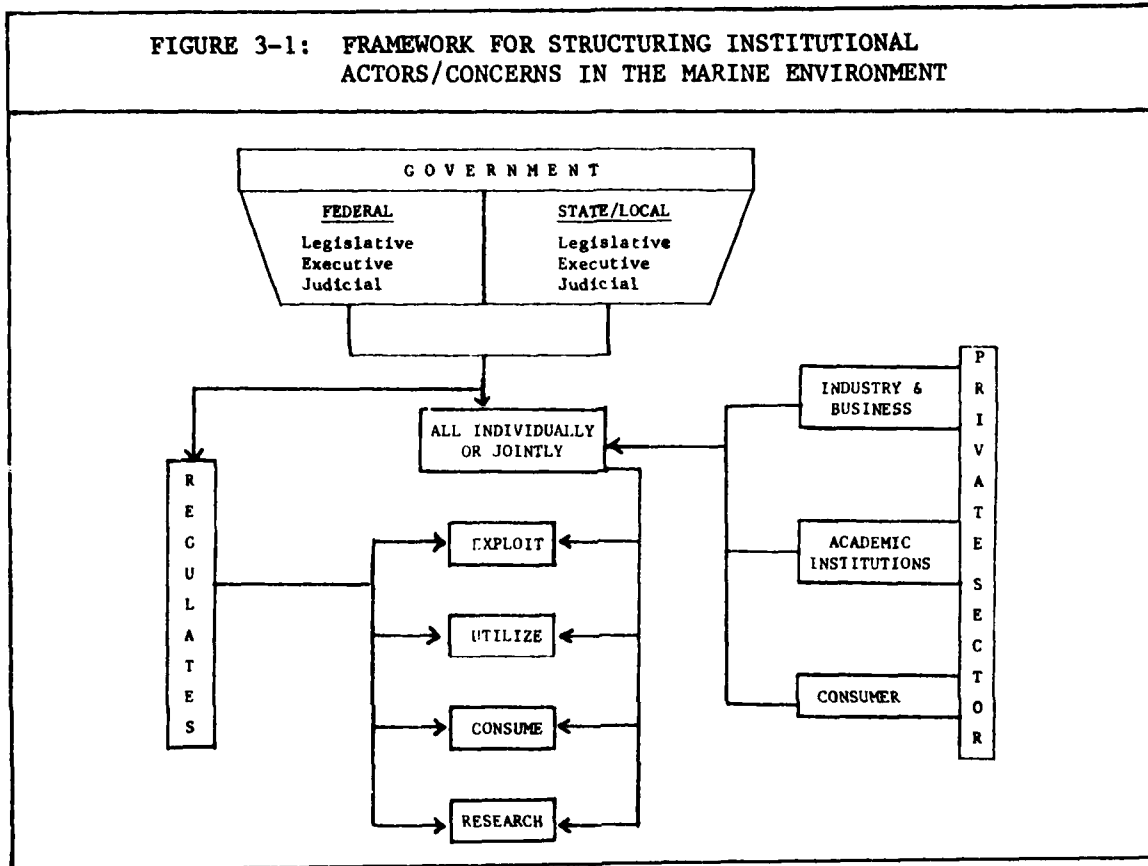 FIGURE 3-1: FRAMEWORK FOR STRUCTURING INSTITUTIONAL
ACTORS/CONCERNS IN THE MARINE ENVIRONMENT
GOVERNMENT
FEDERAL
Legislative
Executive
Judicial
STATE/LOCAL
Legislative
Executive
Judicial
ALL INDIVIDUALLY
OR JOINTLY
INDUSTRY &
BUSINESS
PRIVATE SECTOR
REGULATES
EXPLOIT
ACADEMIC
INSTITUTIONS
UTILIZE
CONSUMER
CONSUME
RESEARCH